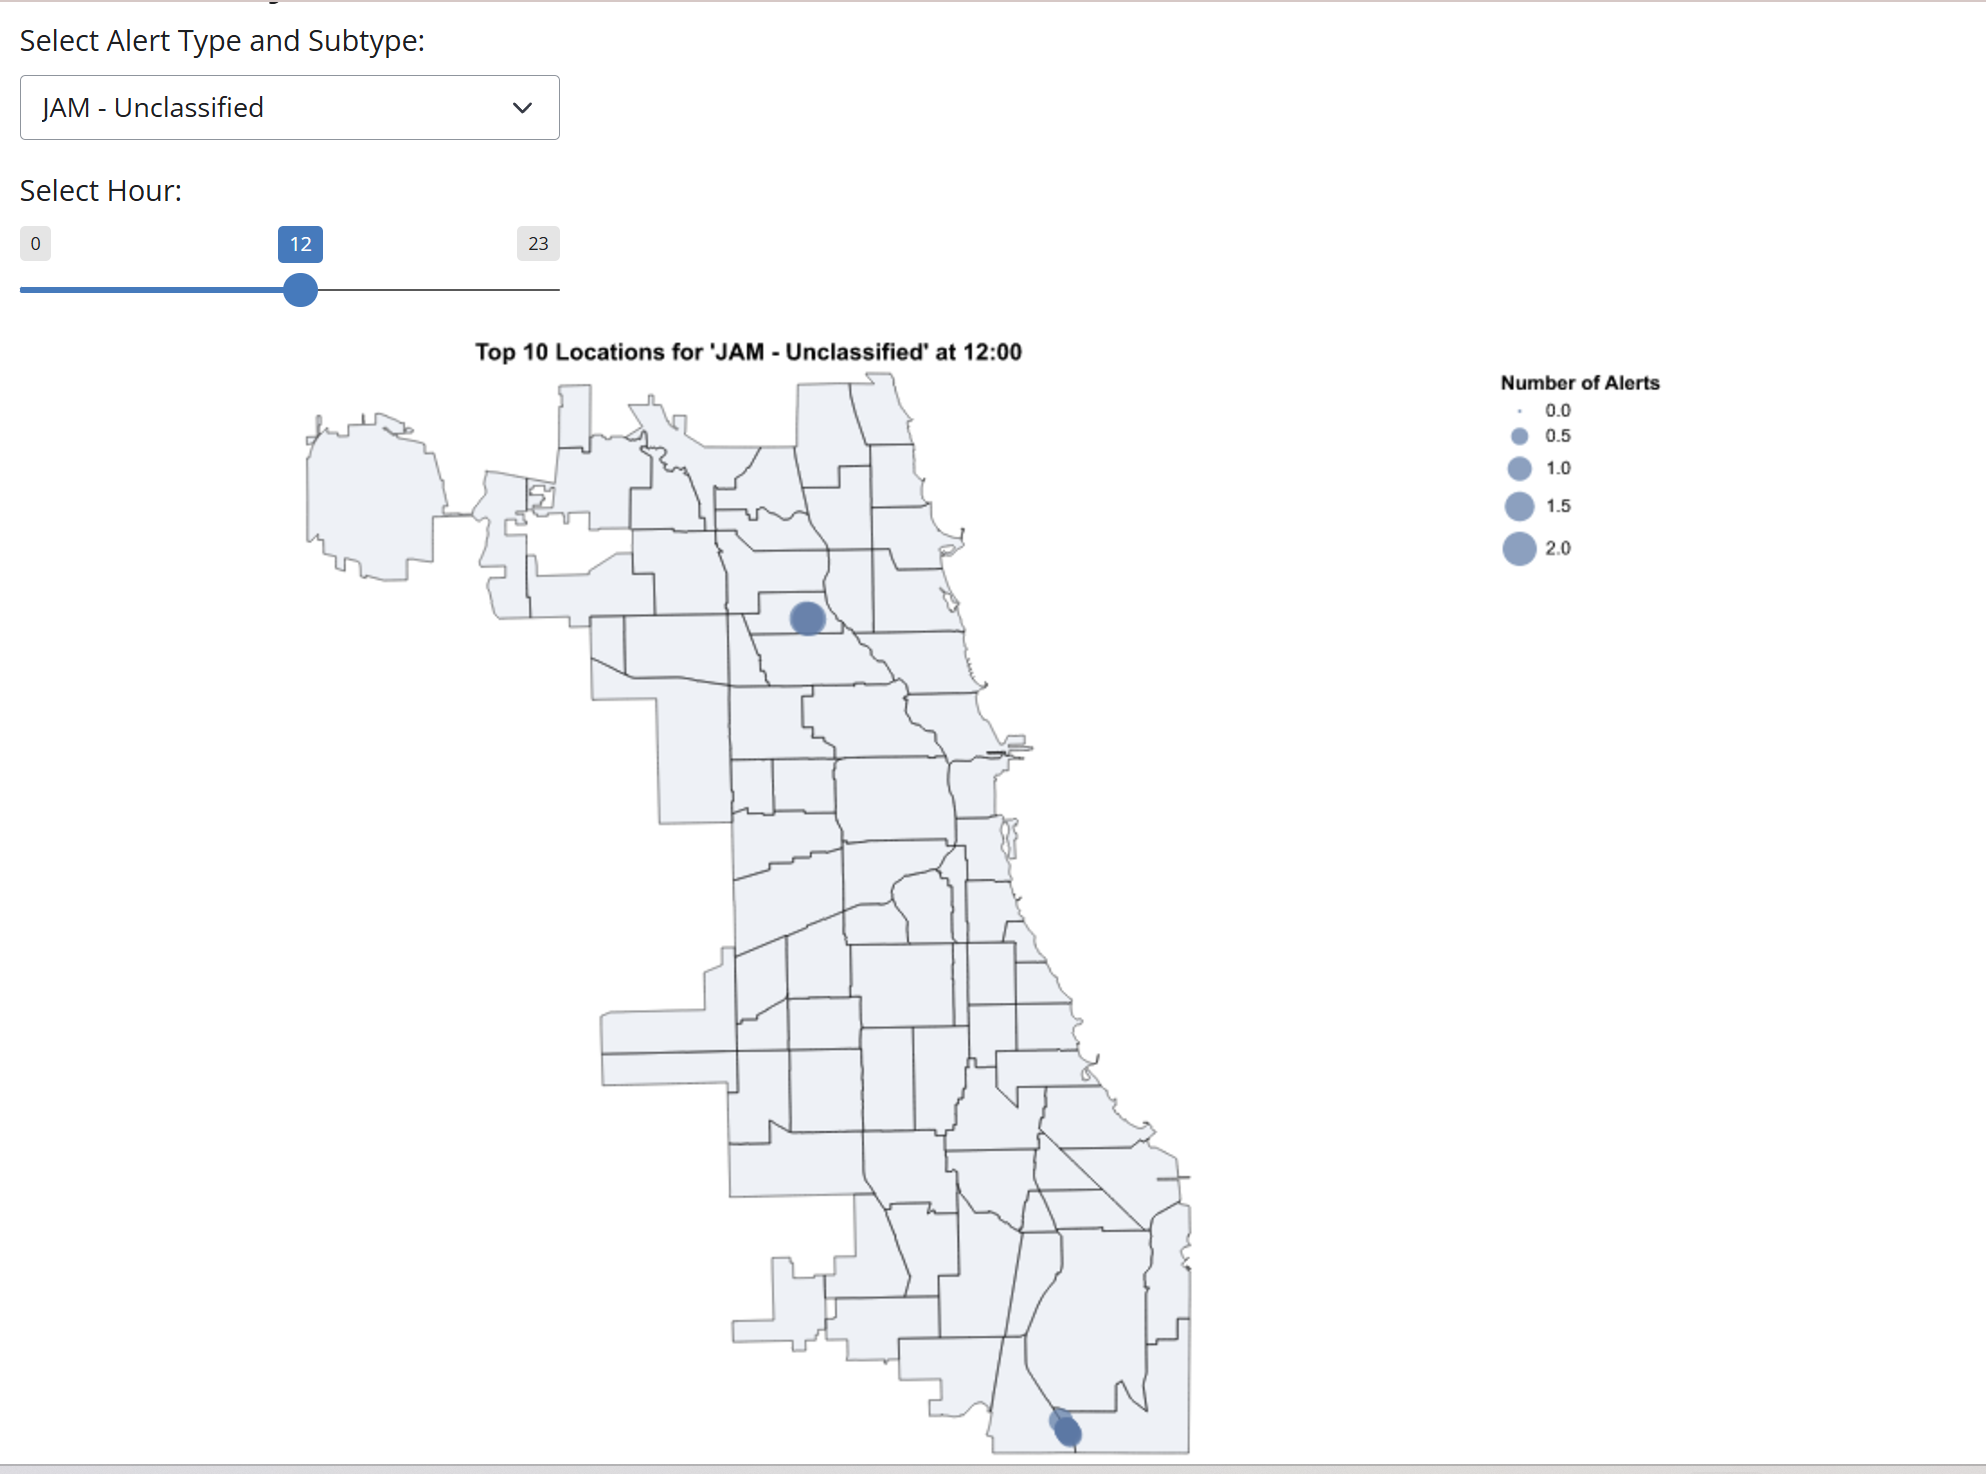 Select Alert Type and Subtype:
JAM - Unclassified
Select Hour:
0 12 23
Top 10 Locations for 'JAM - Unclassified' at 12:00
Number of Alerts
0.0
0.5
1.0
1.5
2.0